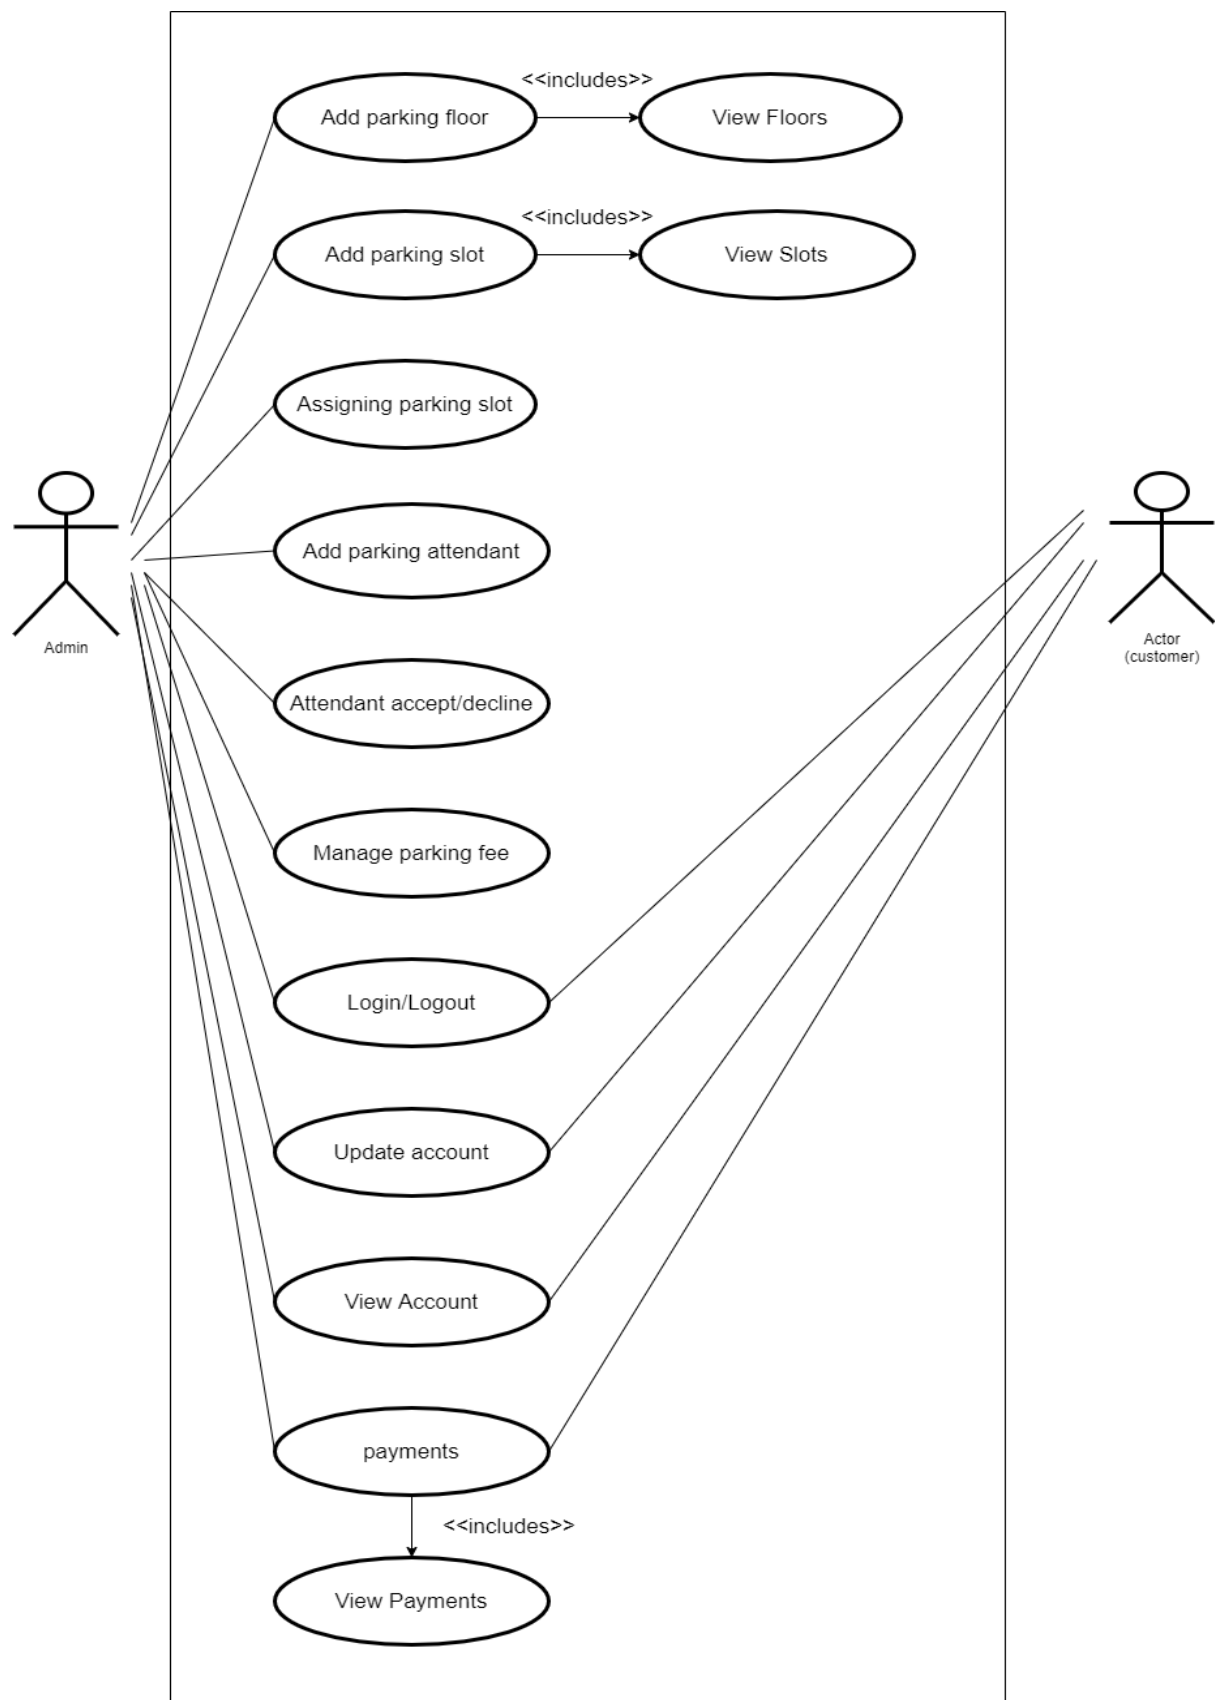 <<includes>>
Add parking floor
View Floors
<<includes>>
Add parking slot
View Slots
Assigning parking slot
Add parking attendant
Admin
Actor
(customer)
Attendant accept/decline
Manage parking fee
Login/Logout
Update account
View Account
payments
<<includes>>
View Payments